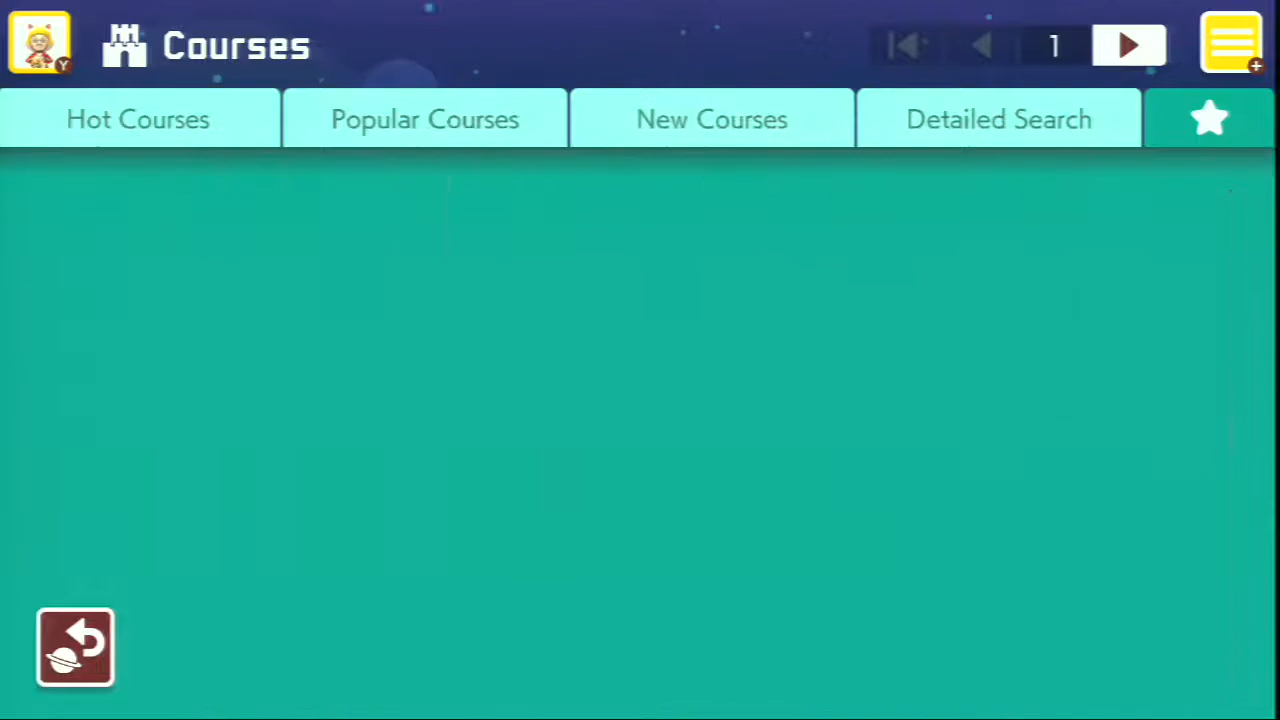 Courses
1
Y
+
Hot Courses
Popular Courses
New Courses
Detailed Search